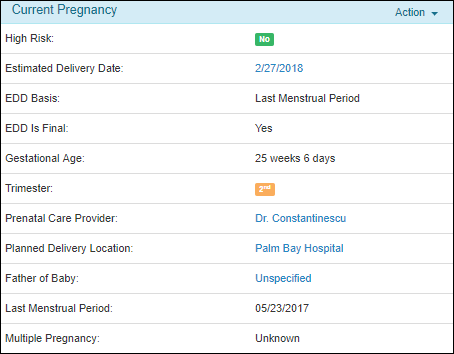 Current Pregnancy Action
High Risk: No
Estimated Delivery Date: 2/27/2018
EDD Basis: Last Menstrual Period
EDD Is Final: Yes
Gestational Age: 25 weeks 6 days
Trimester: 2nd
Prenatal Care Provider: Dr. Constantinescu
Planned Delivery Location: Palm Bay Hospital
Father of Baby: Unspecified
Last Menstrual Period: 05/23/2017
Multiple Pregnancy: Unknown